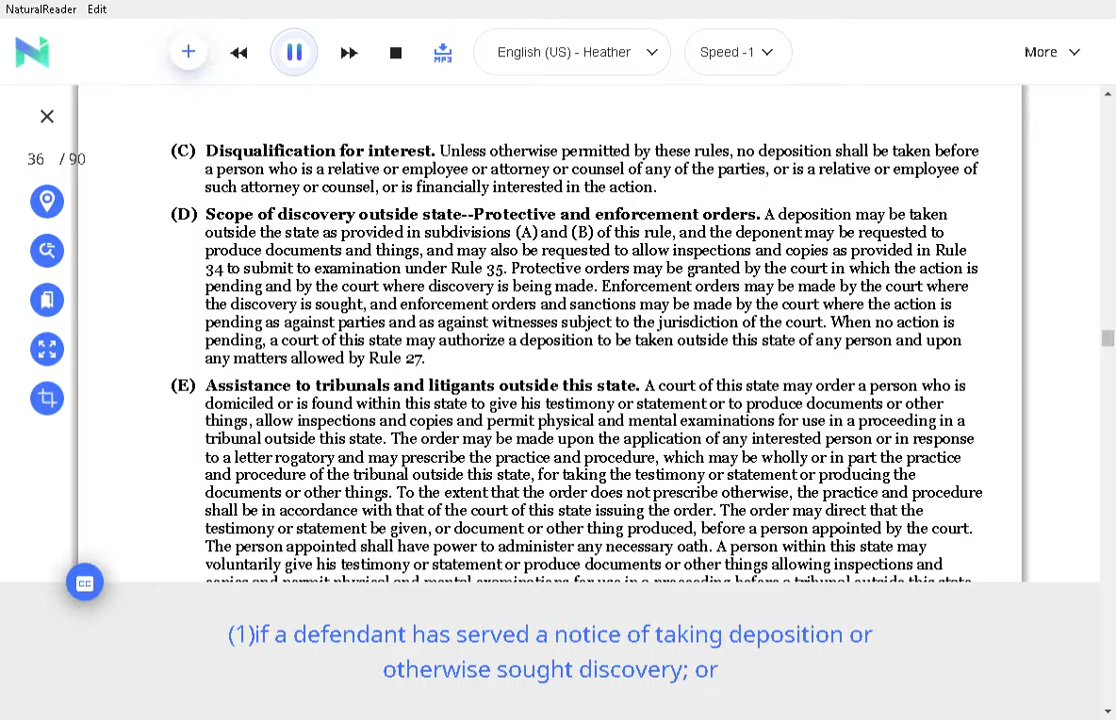 NaturalReader Edit
English (US) - Heather
Speed -1
More
MP3
36 / 90
(C) Disqualification for interest. Unless otherwise permitted by these rules, no deposition shall be taken before
a person who is a relative or employee or attorney or counsel of any of the parties, or is a relative or employee of
such attorney or counsel, or is financially interested in the action.
(D) Scope of discovery outside state--Protective and enforcement orders. A deposition may be taken
outside the state as provided in subdivisions (A) and (B) of this rule, and the deponent may be requested to
produce documents and things, and may also be requested to allow inspections and copies as provided in Rule
34 to submit to examination under Rule 35. Protective orders may be granted by the court in which the action is
pending and by the court where discovery is being made. Enforcement orders may be made by the court where
the discovery is sought, and enforcement orders and sanctions may be made by the court where the action is
pending as against parties and as against witnesses subject to the jurisdiction of the court. When no action is
pending, a court of this state may authorize a deposition to be taken outside this state of any person and upon
any matters allowed by Rule 27.
(E) Assistance to tribunals and litigants outside this state. A court of this state may order a person who is
domiciled or is found within this state to give his testimony or statement or to produce documents or other
things, allow inspections and copies and permit physical and mental examinations for use in a proceeding in a
tribunal outside this state. The order may be made upon the application of any interested person or in response
to a letter rogatory and may prescribe the practice and procedure, which may be wholly or in part the practice
and procedure of the tribunal outside this state, for taking the testimony or statement or producing the
documents or other things. To the extent that the order does not prescribe otherwise, the practice and procedure
shall be in accordance with that of the court of this state issuing the order. The order may direct that the
testimony or statement be given, or document or other thing produced, before a person appointed by the court.
The person appointed shall have power to administer any necessary oath. A person within this state may
voluntarily give his testimony or statement or produce documents or other things allowing inspections and
copies and permit physical and mental examinations for use in a proceeding before a tribunal outside this state
CC
(1)if a defendant has served a notice of taking deposition or
otherwise sought discovery; or